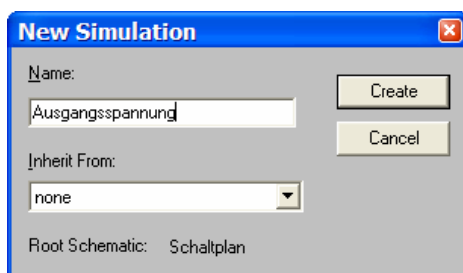 New Simulation
Name:
Create
Ausgangsspannung
Cancel
Inherit From:
none
Root Schematic: Schaltplan